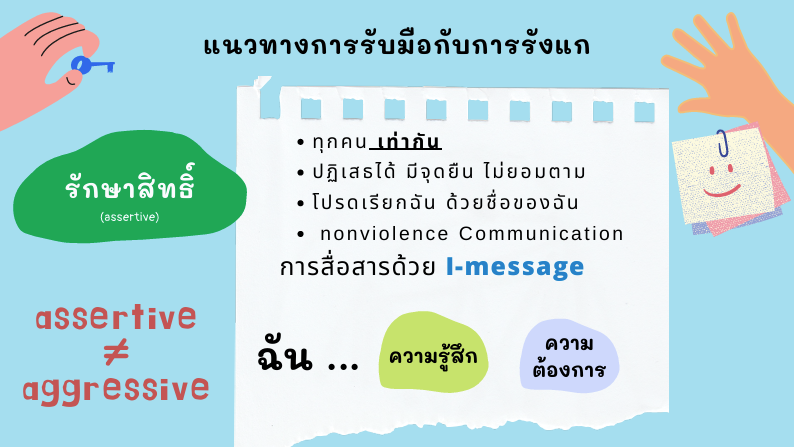 แนวทางการรับมือกับการรังแก
รักษาสิทธิ์
(assertive)
• ทุกคน เท่ากัน
• ปฏิเสธได้ มีจุดยืน ไม่ยอมตาม
• โปรดเรียกฉัน ด้วยชื่อของฉัน
• nonviolence Communication
การสื่อสารด้วย I-message
assertive
≠
aggressive
ฉัน ...
ความรู้สึก
ความ
ต้องการ